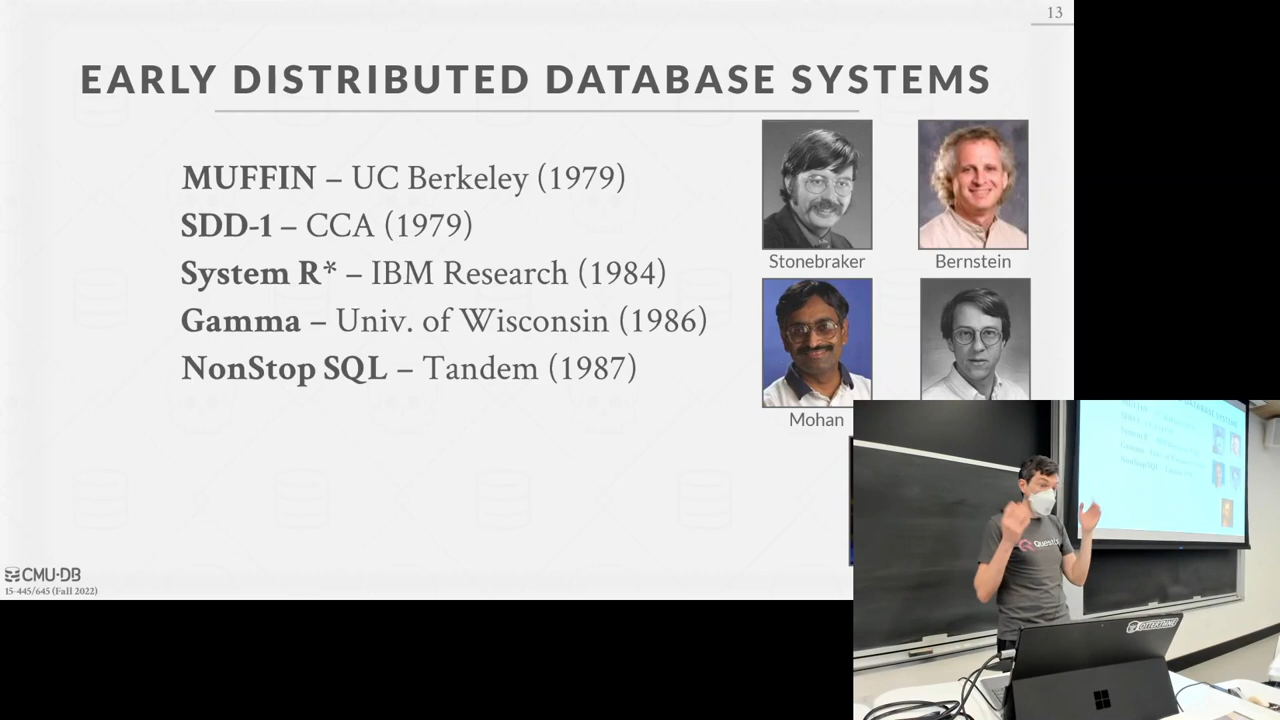 13
EARLY DISTRIBUTED DATABASE SYSTEMS
MUFFIN – UC Berkeley (1979)
SDD-1 – CCA (1979)
System R* – IBM Research (1984)
Gamma – Univ. of Wisconsin (1986)
NonStop SQL – Tandem (1987)
Stonebraker
Bernstein
Mohan
CMU·DB
15-445/645 (Fall 2022)